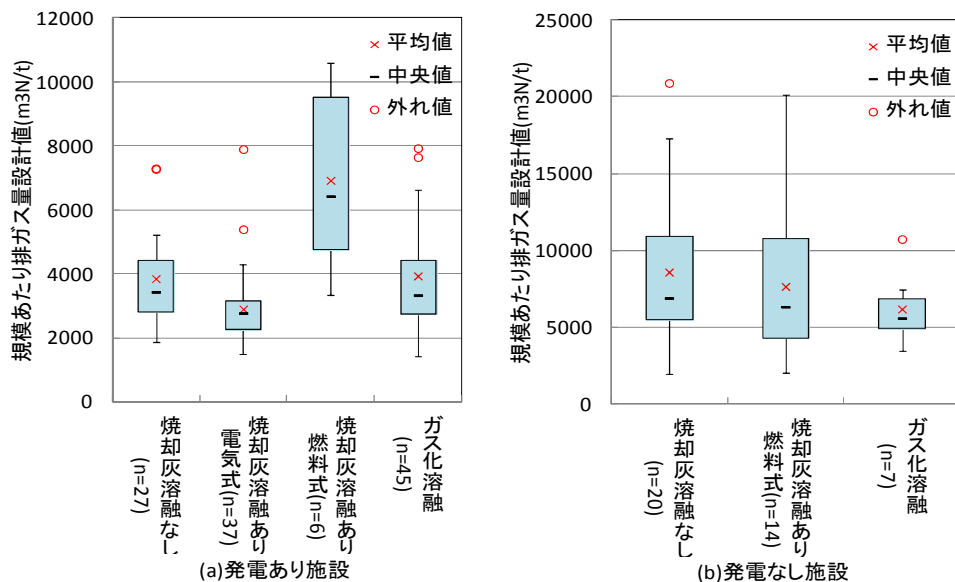 規模あたり排ガス量設計値(m3N/t)
12000
10000
8000
6000
4000
2000
0
× 平均値
- 中央値
○ 外れ値
焼却灰溶融なし
(n=27)
焼却灰溶融あり
電気式(n=37)
焼却灰溶融あり
燃料式(n=6)
ガス化溶融
(n=45)
(a)発電あり施設
規模あたり排ガス量設計値(m3N/t)
25000
20000
15000
10000
5000
0
× 平均値
- 中央値
○ 外れ値
焼却灰溶融なし
(n=20)
焼却灰溶融あり
燃料式(n=14)
ガス化溶融
(n=7)
(b)発電なし施設